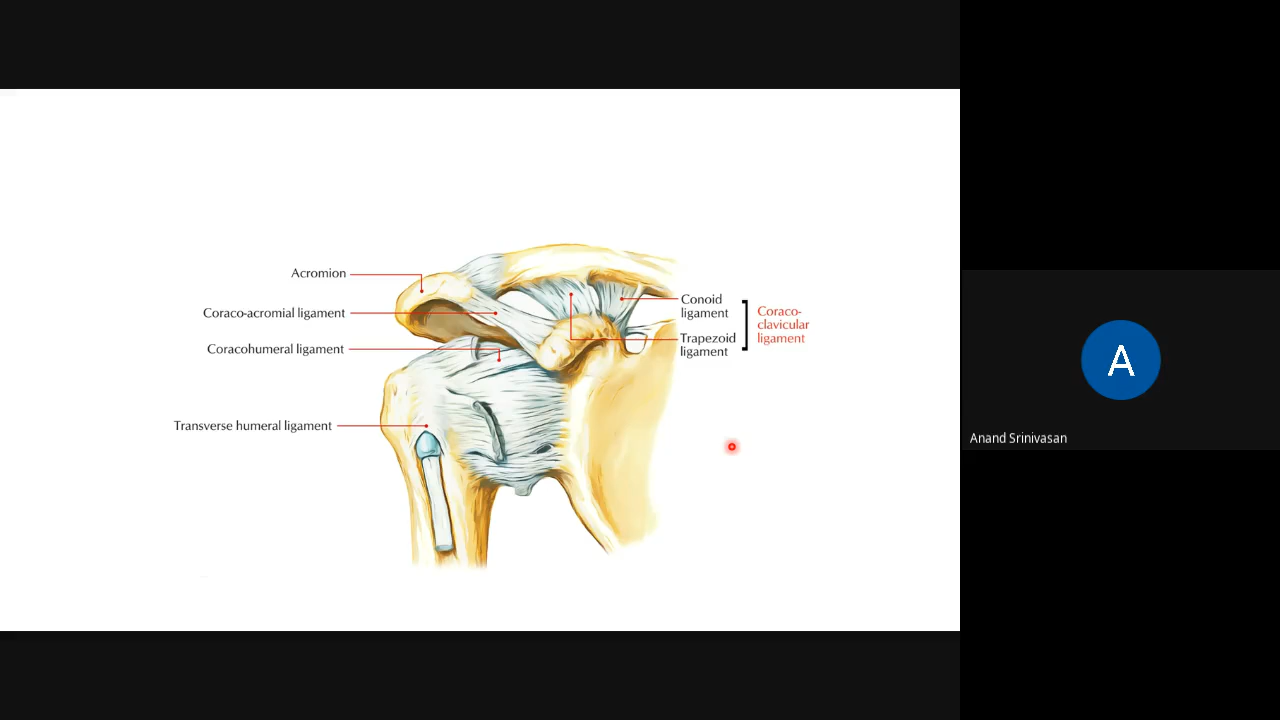 Acromion
Coraco-acromial ligament
Coracohumeral ligament
Transverse humeral ligament
Conoid
ligament
Trapezoid
ligament
Coraco-
clavicular
ligament
A
Anand Srinivasan